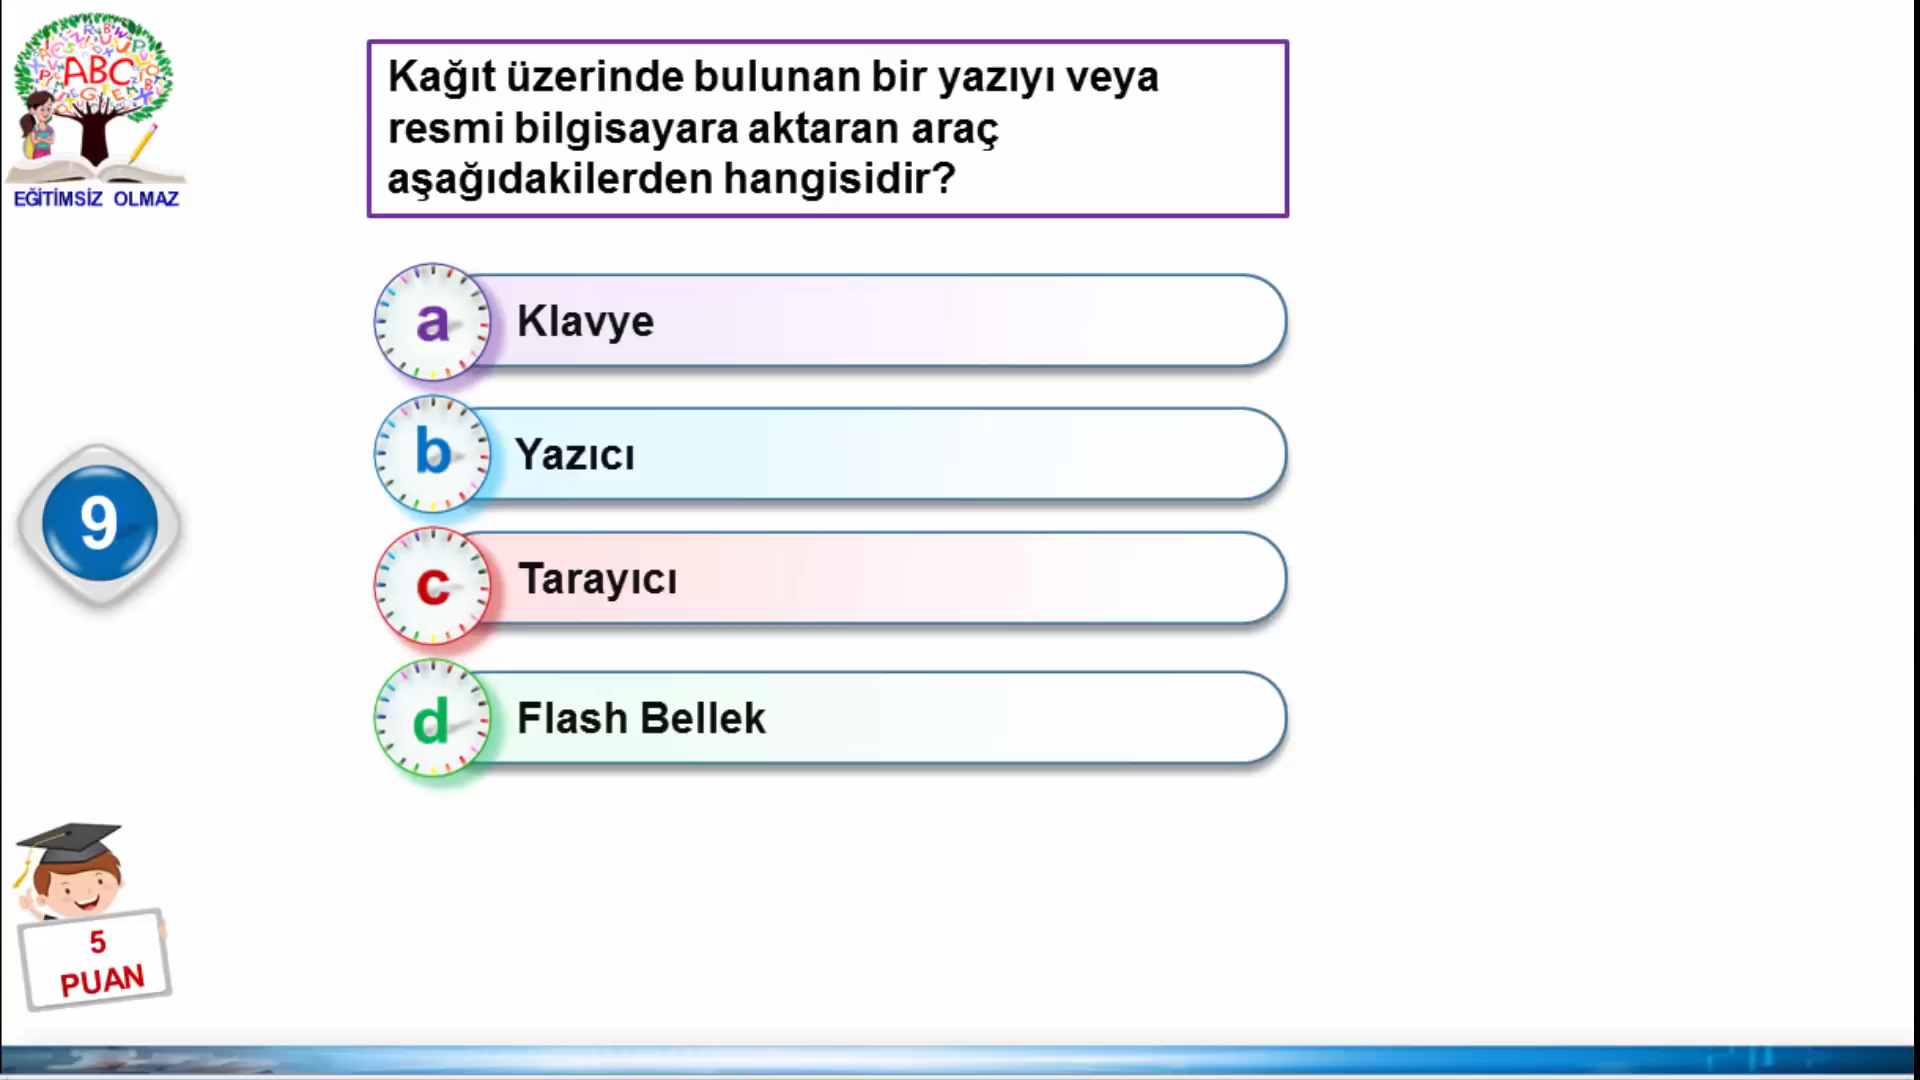 ABC
EĞİTİMSİZ OLMAZ
Kağıt üzerinde bulunan bir yazıyı veya
resmi bilgisayara aktaran araç
aşağıdakilerden hangisidir?
a Klavye
b Yazıcı
9
c Tarayıcı
d Flash Bellek
5
PUAN